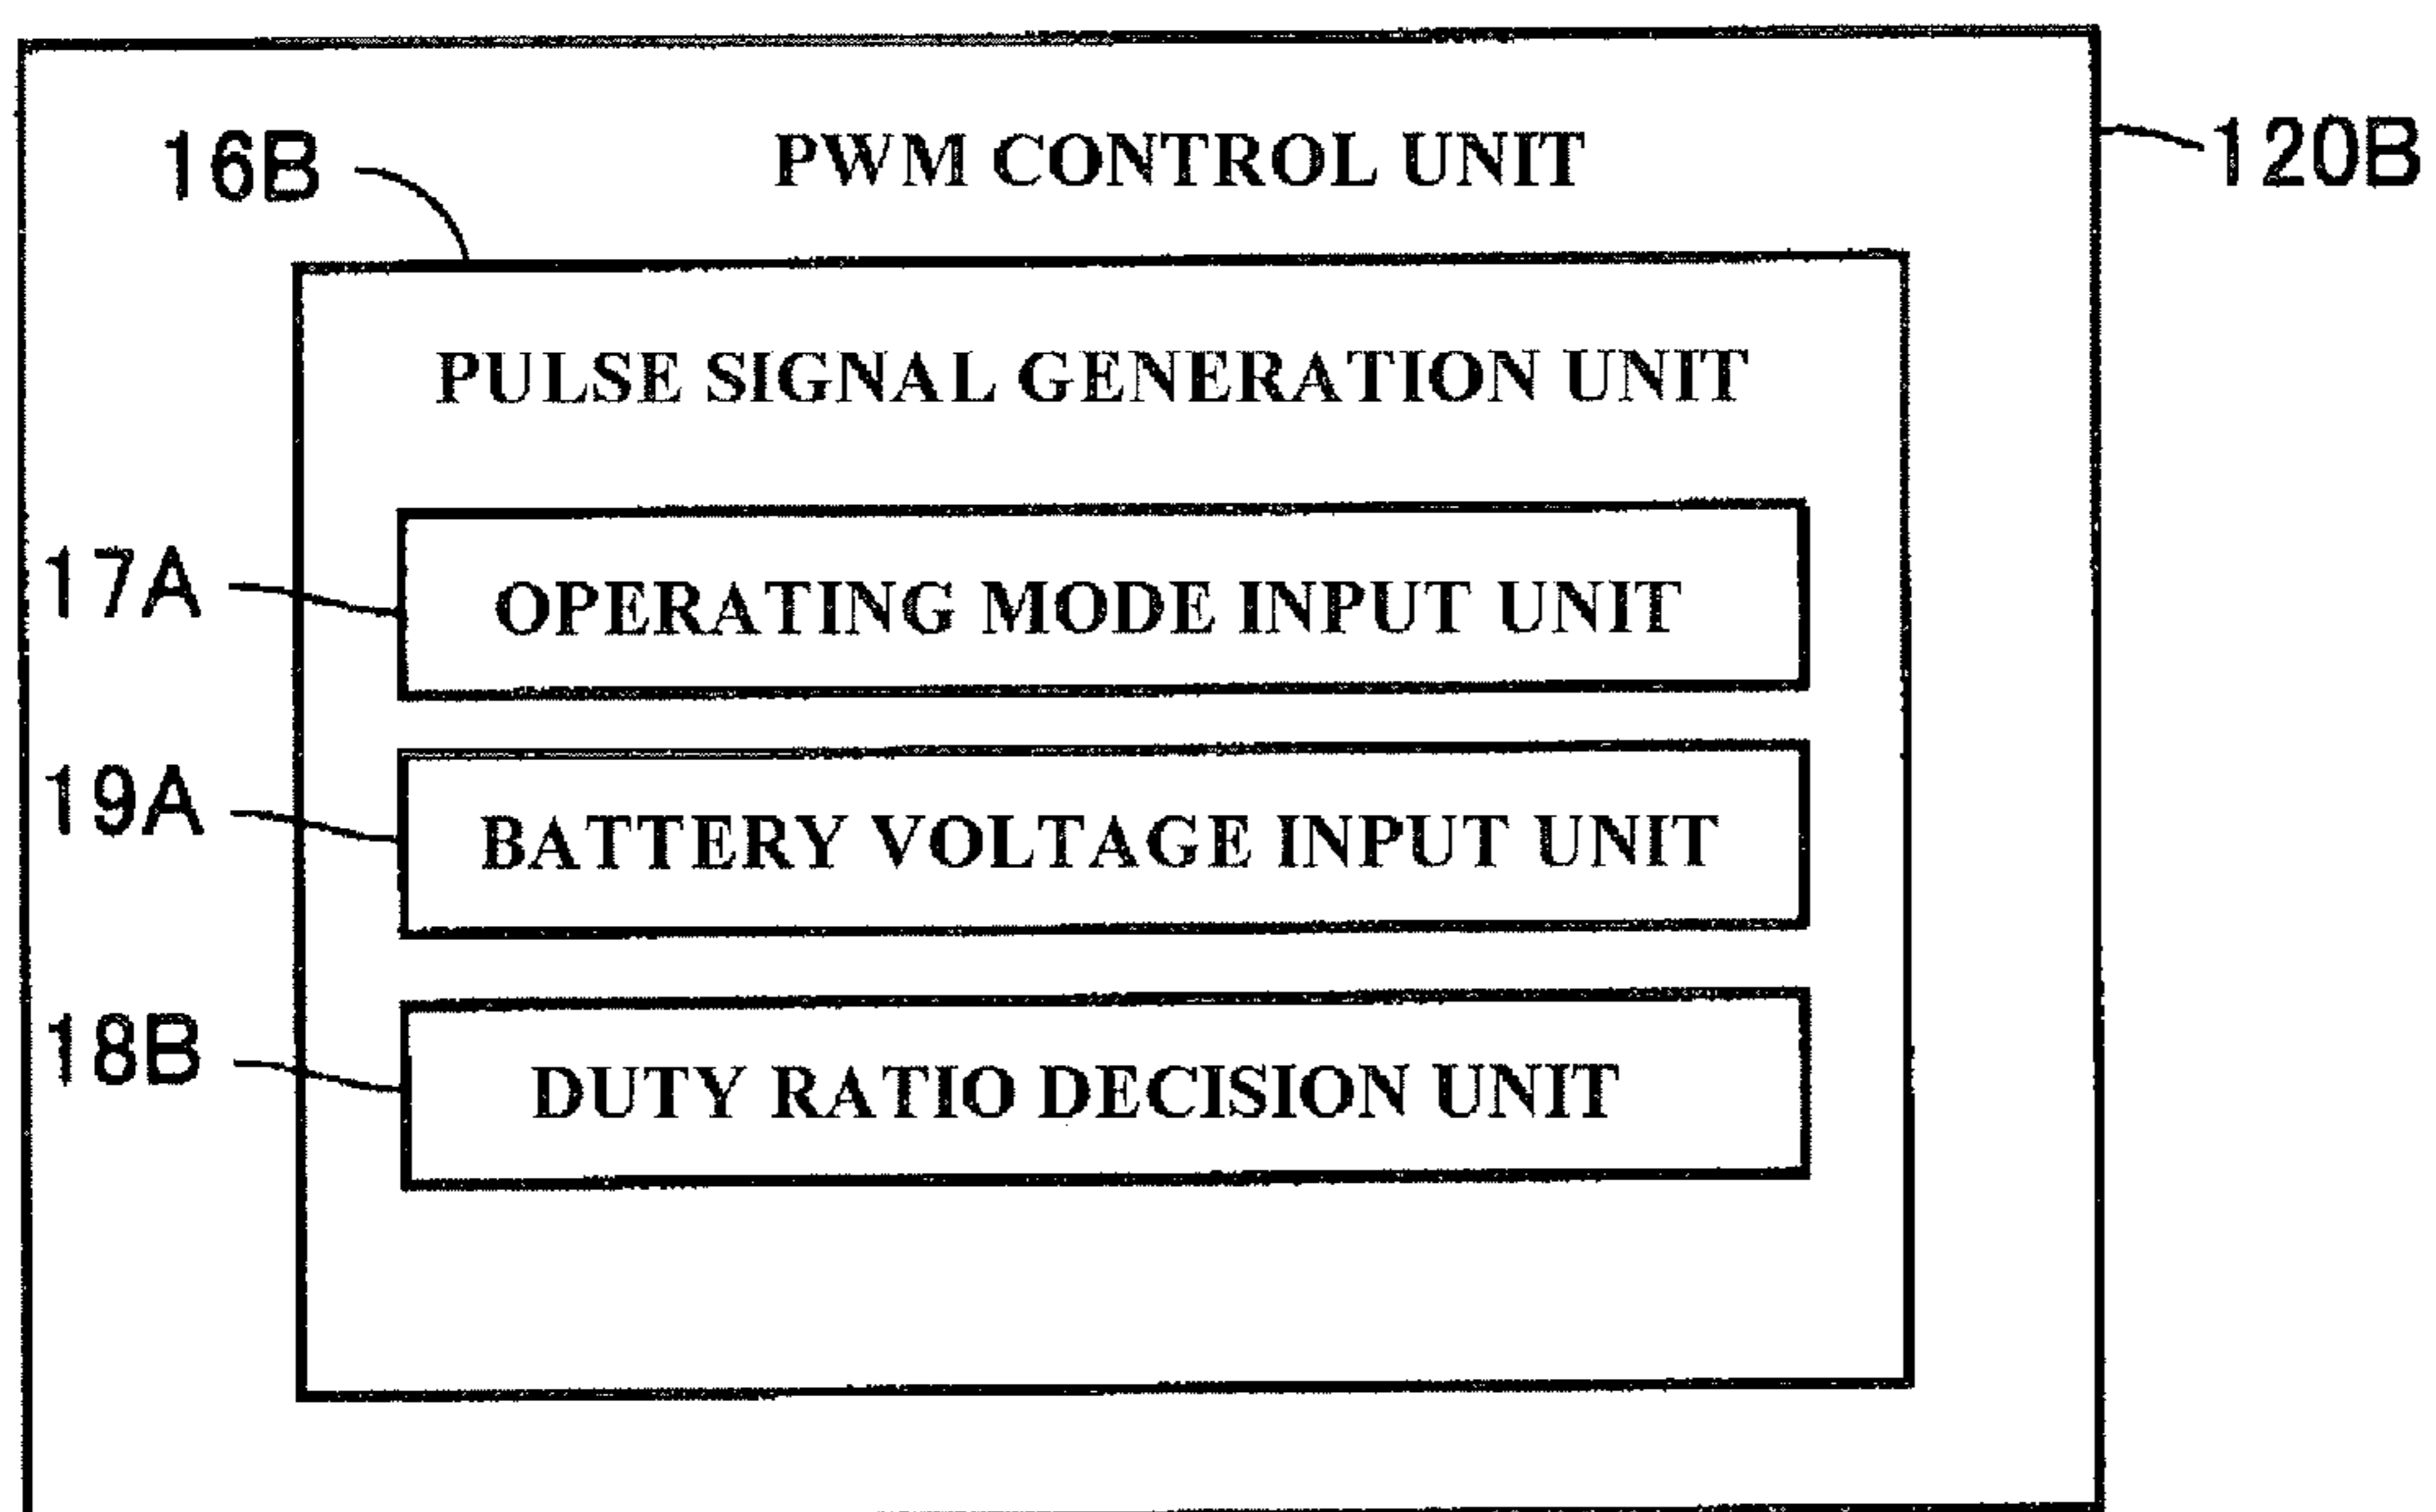 PWM CONTROL UNIT
120B
16B
PULSE SIGNAL GENERATION UNIT
17A
OPERATING MODE INPUT UNIT
19A
BATTERY VOLTAGE INPUT UNIT
18B
DUTY RATIO DECISION UNIT